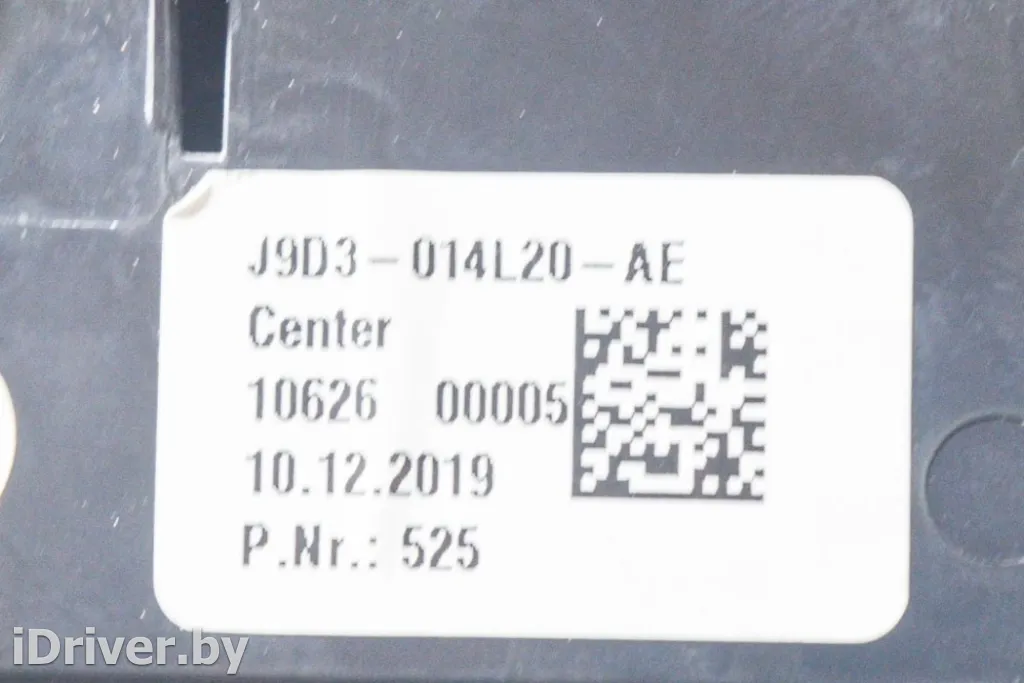 J9D3-014L20-AE
Center
10626 00005
10.12.2019
P.Nr.: 525
iDriver.by